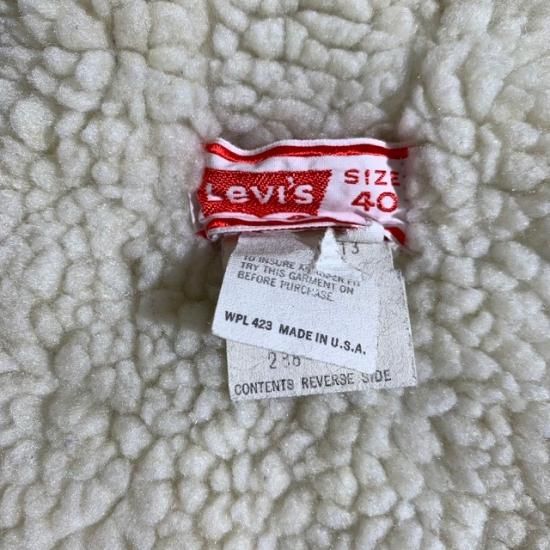 Levi's
SIZE
40
13
TO INSURE FIT
TRY THIS GARMENT ON
BEFORE PURCHASE.
WPL 423 MADE IN U.S.A.
CONTENTS REVERSE SIDE